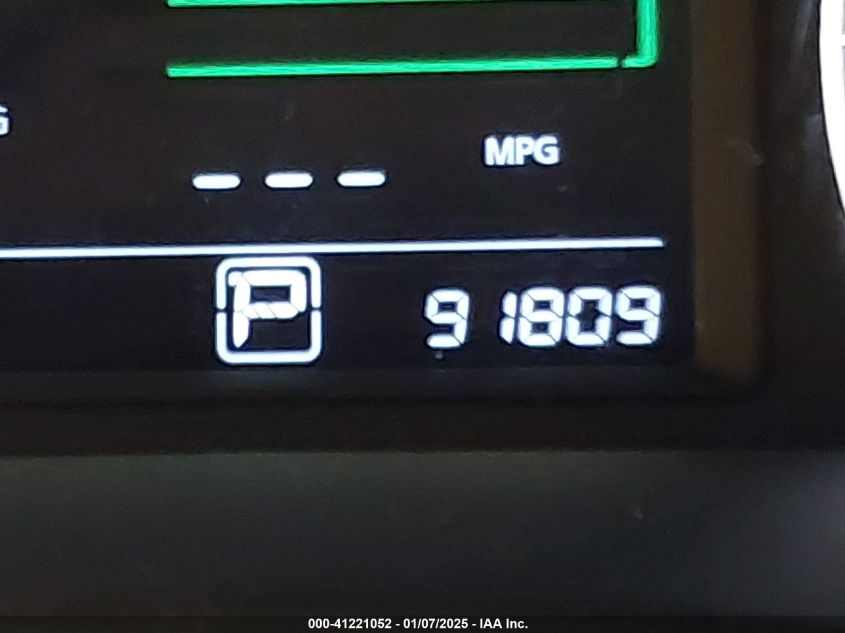 G
MPG
- - -
P 91809
000-41221052 - 01/07/2025 - IAA Inc.